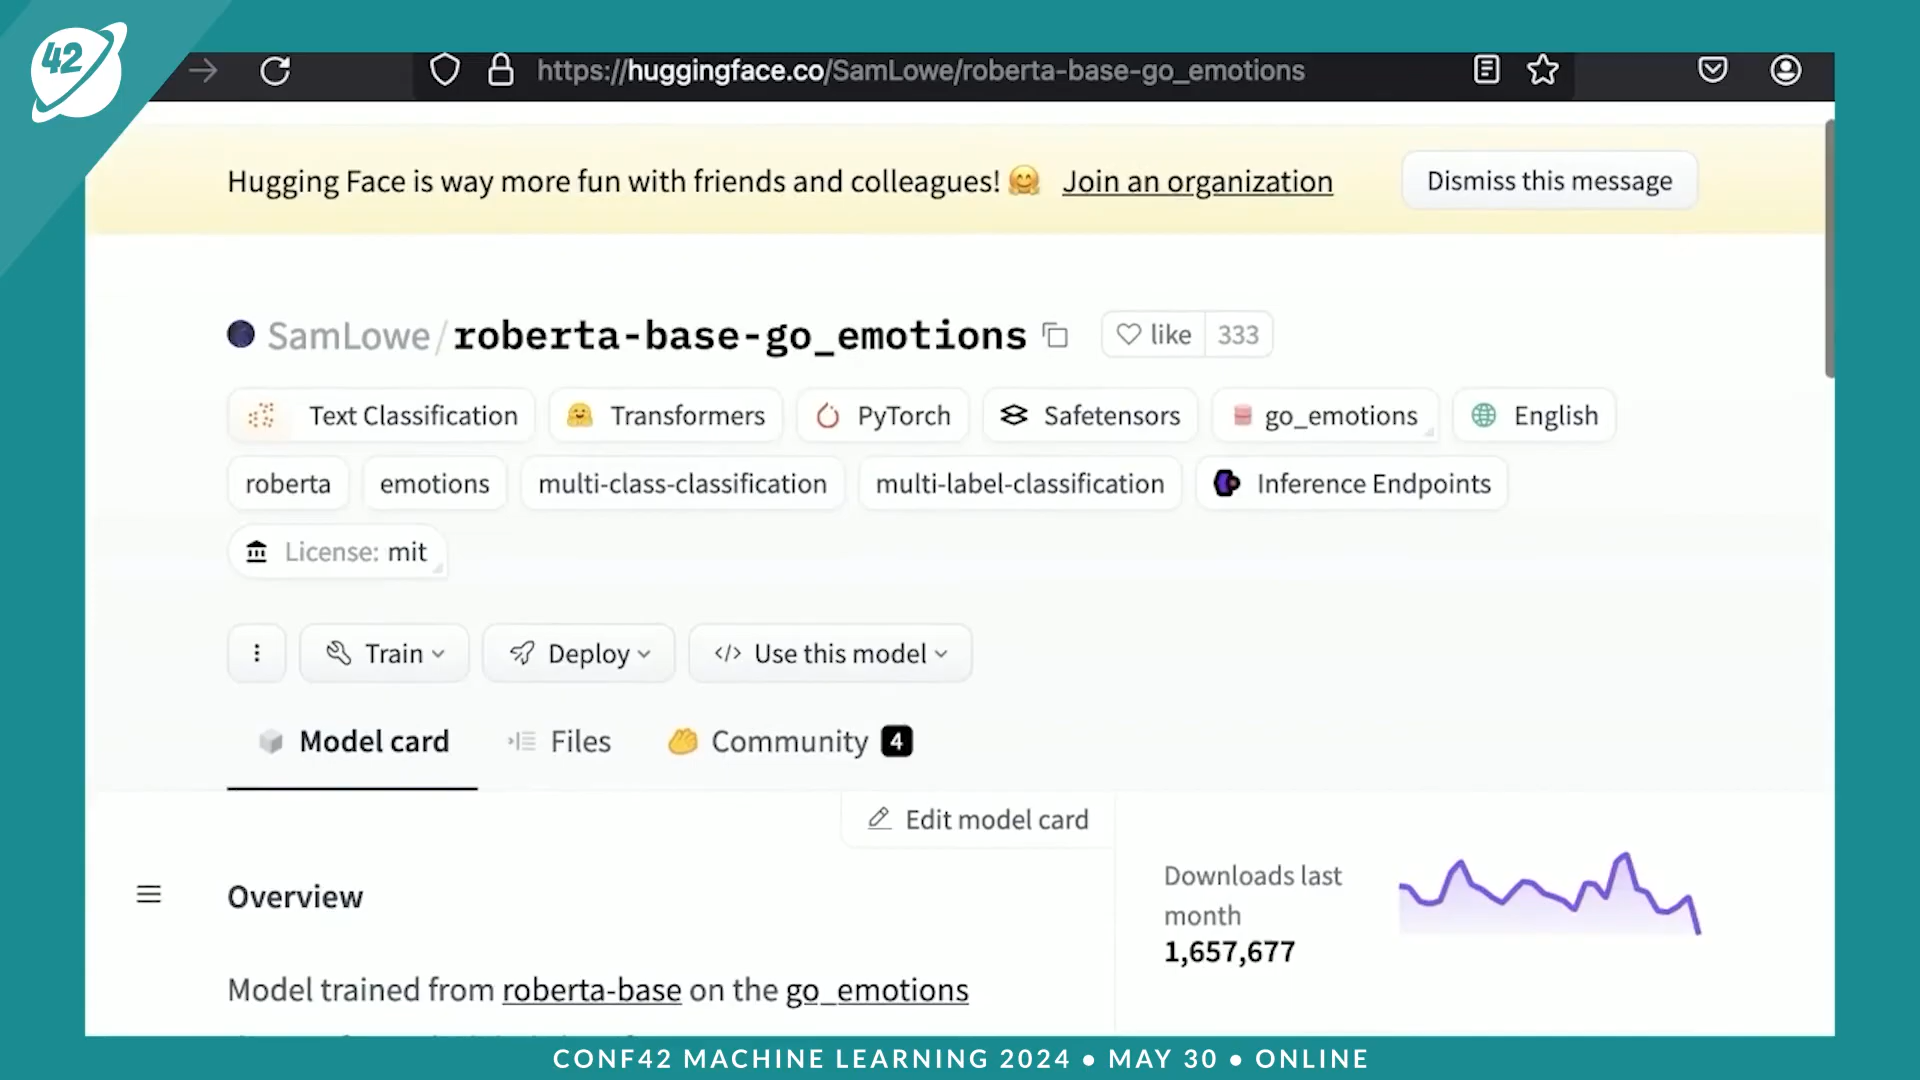 42
https://huggingface.co/SamLowe/roberta-base-go_emotions
Hugging Face is way more fun with friends and colleagues! 🤗 Join an organization
Dismiss this message
SamLowe/roberta-base-go_emotions
like 333
Text Classification
Transformers
PyTorch
Safetensors
go_emotions
English
roberta
emotions
multi-class-classification
multi-label-classification
Inference Endpoints
License: mit
Train
Deploy
</> Use this model
Model card
Files
Community 4
Edit model card
Overview
Downloads last
month
1,657,677
Model trained from roberta-base on the go_emotions
CONF42 MACHINE LEARNING 2024 • MAY 30 • ONLINE